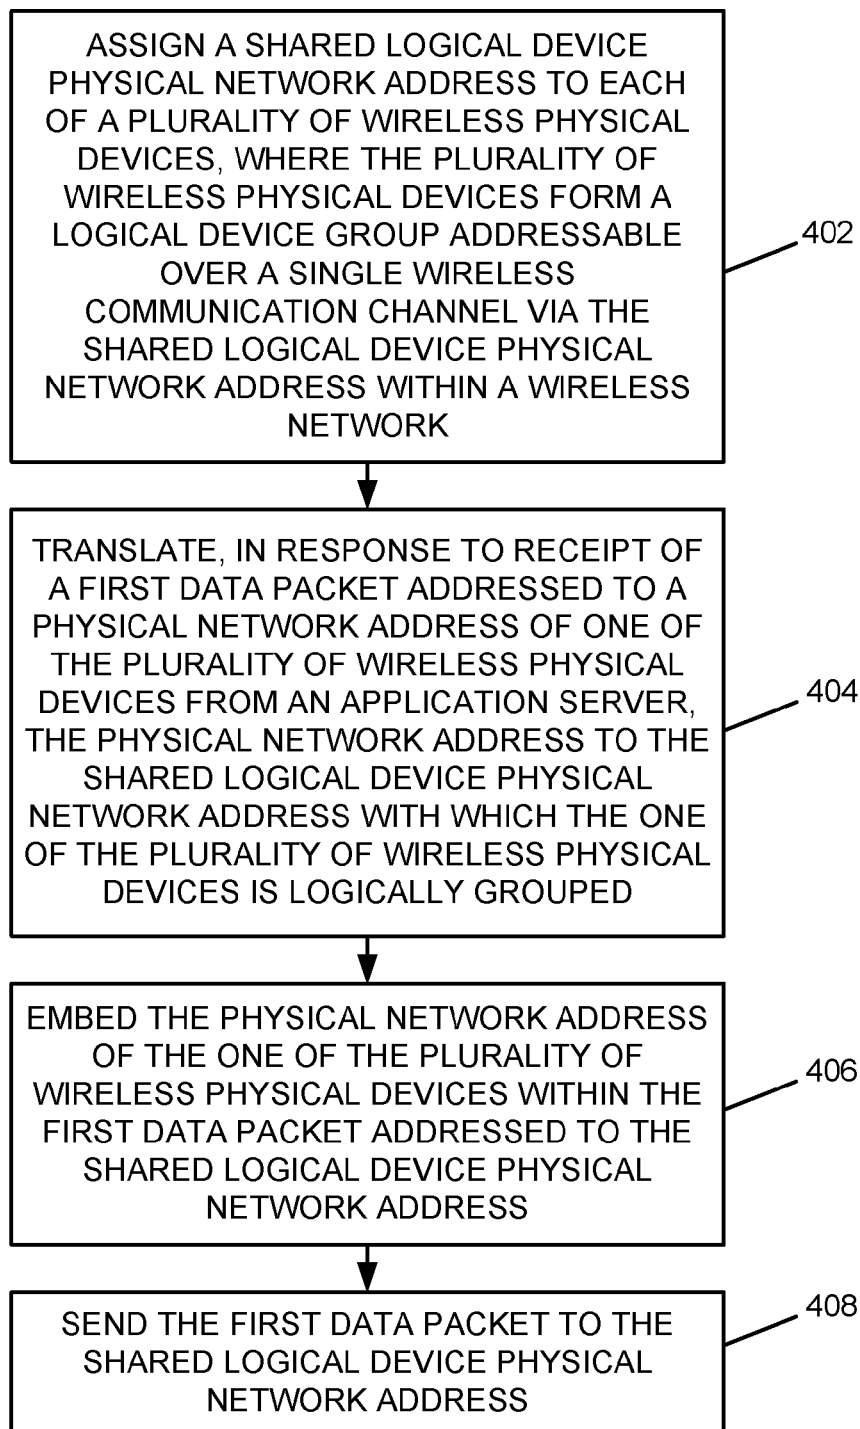 ASSIGN A SHARED LOGICAL DEVICE
PHYSICAL NETWORK ADDRESS TO EACH
OF A PLURALITY OF WIRELESS PHYSICAL
DEVICES, WHERE THE PLURALITY OF
WIRELESS PHYSICAL DEVICES FORM A
LOGICAL DEVICE GROUP ADDRESSABLE
OVER A SINGLE WIRELESS
COMMUNICATION CHANNEL VIA THE
SHARED LOGICAL DEVICE PHYSICAL
NETWORK ADDRESS WITHIN A WIRELESS
NETWORK
402
TRANSLATE, IN RESPONSE TO RECEIPT OF
A FIRST DATA PACKET ADDRESSED TO A
PHYSICAL NETWORK ADDRESS OF ONE OF
THE PLURALITY OF WIRELESS PHYSICAL
DEVICES FROM AN APPLICATION SERVER,
THE PHYSICAL NETWORK ADDRESS TO THE
SHARED LOGICAL DEVICE PHYSICAL
NETWORK ADDRESS WITH WHICH THE ONE
OF THE PLURALITY OF WIRELESS PHYSICAL
DEVICES IS LOGICALLY GROUPED
404
EMBED THE PHYSICAL NETWORK ADDRESS
OF THE ONE OF THE PLURALITY OF
WIRELESS PHYSICAL DEVICES WITHIN THE
FIRST DATA PACKET ADDRESSED TO THE
SHARED LOGICAL DEVICE PHYSICAL
NETWORK ADDRESS
406
SEND THE FIRST DATA PACKET TO THE
SHARED LOGICAL DEVICE PHYSICAL
NETWORK ADDRESS
408